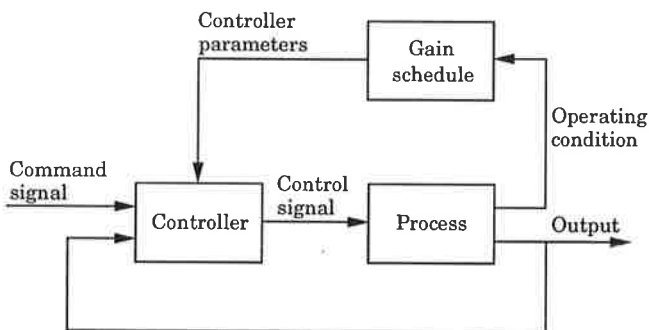 Controller
parameters
Gain
schedule
Operating
condition
Command
signal
Controller
Control
signal
Process
Output